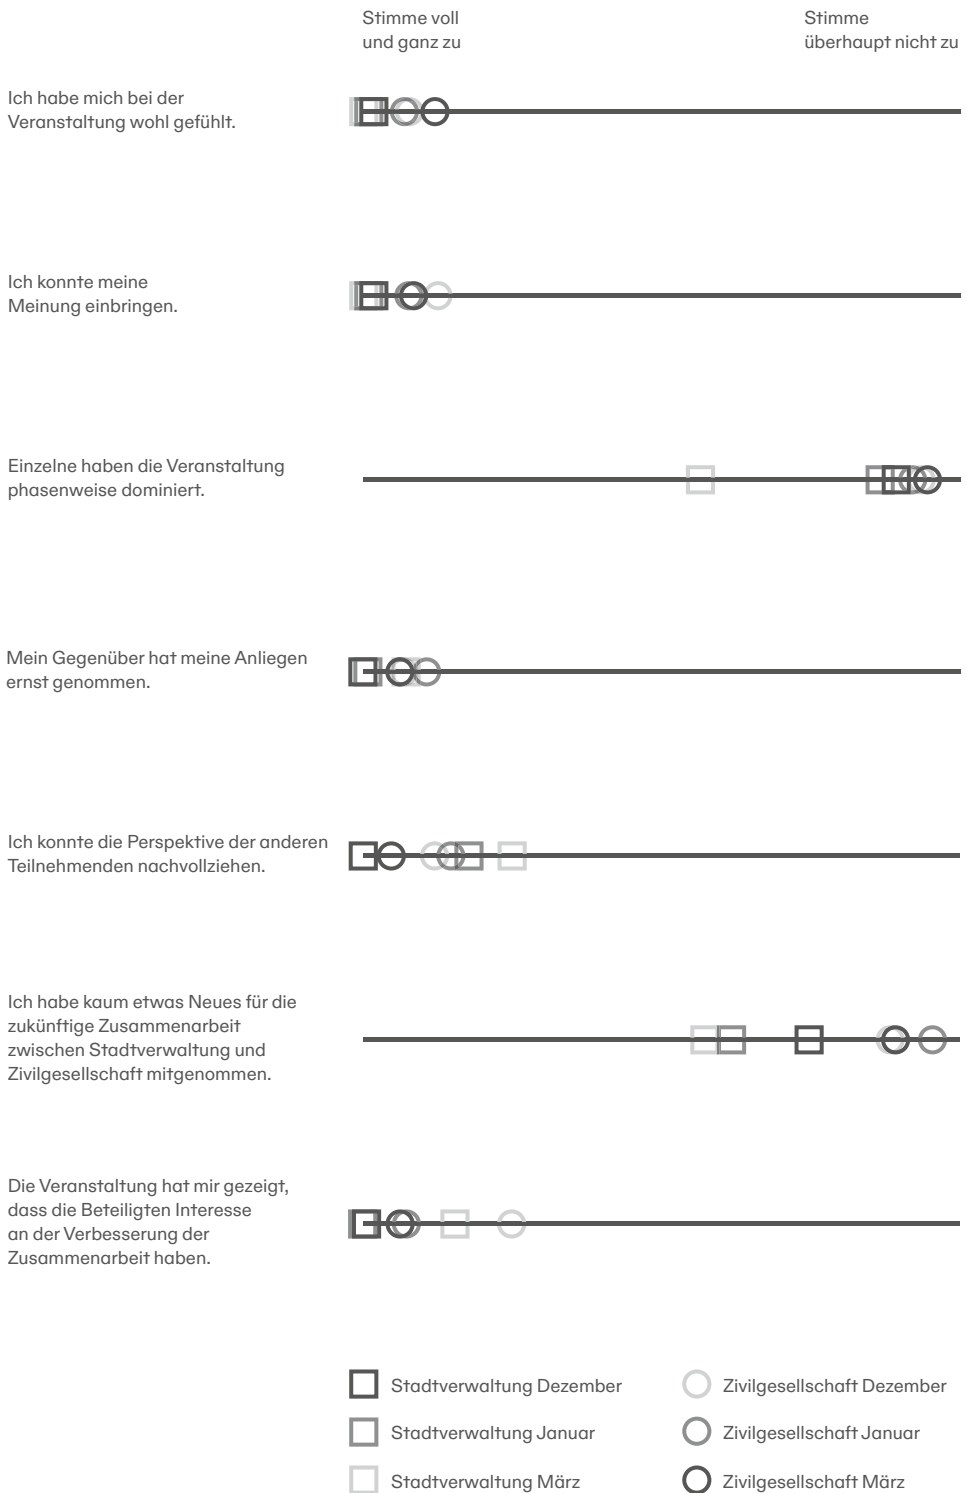 Stimme voll
und ganz zu
Stimme
überhaupt nicht zu
Ich habe mich bei der
Veranstaltung wohl gefühlt.
Ich konnte meine
Meinung einbringen.
Einzelne haben die Veranstaltung
phasenweise dominiert.
Mein Gegenüber hat meine Anliegen
ernst genommen.
Ich konnte die Perspektive der anderen
Teilnehmenden nachvollziehen.
Ich habe kaum etwas Neues für die
zukünftige Zusammenarbeit
zwischen Stadtverwaltung und
Zivilgesellschaft mitgenommen.
Die Veranstaltung hat mir gezeigt,
dass die Beteiligten Interesse
an der Verbesserung der
Zusammenarbeit haben.
Stadtverwaltung Dezember
Stadtverwaltung Januar
Stadtverwaltung März
Zivilgesellschaft Dezember
Zivilgesellschaft Januar
Zivilgesellschaft März